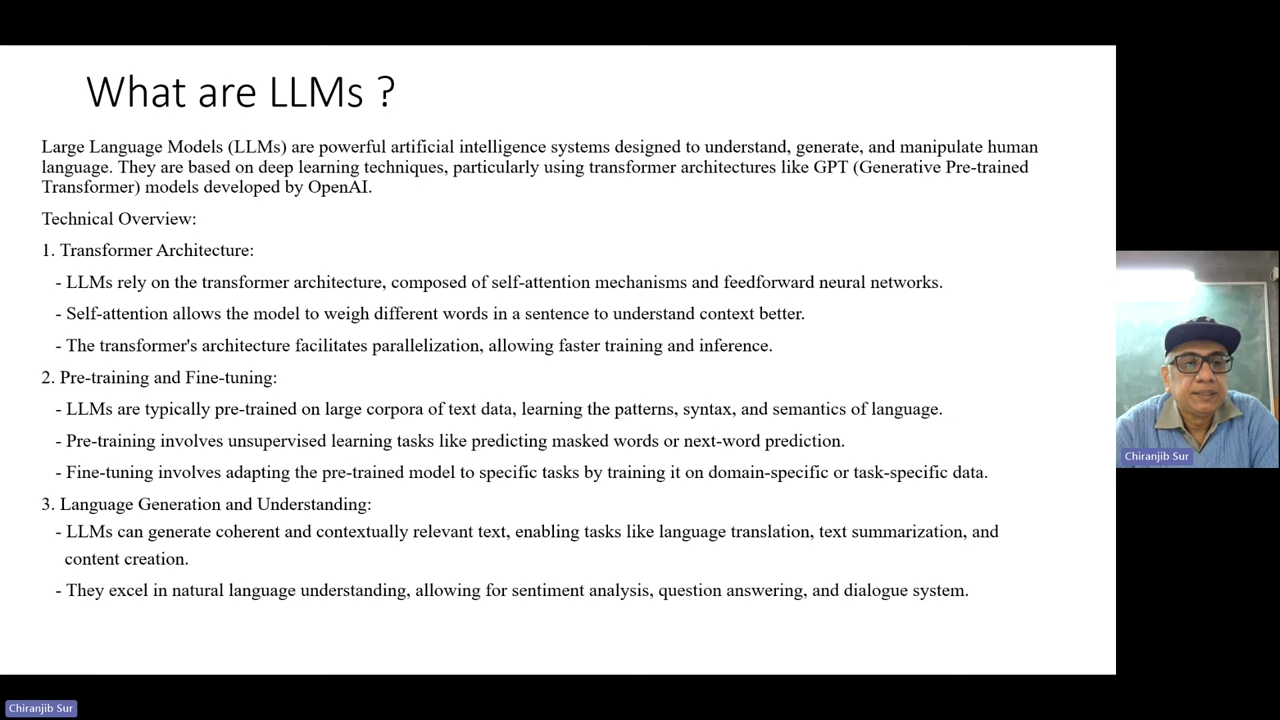 What are LLMs ?
Large Language Models (LLMs) are powerful artificial intelligence systems designed to understand, generate, and manipulate human
language. They are based on deep learning techniques, particularly using transformer architectures like GPT (Generative Pre-trained
Transformer) models developed by OpenAI.
Technical Overview:
1. Transformer Architecture:
- LLMs rely on the transformer architecture, composed of self-attention mechanisms and feedforward neural networks.
- Self-attention allows the model to weigh different words in a sentence to understand context better.
- The transformer's architecture facilitates parallelization, allowing faster training and inference.
2. Pre-training and Fine-tuning:
- LLMs are typically pre-trained on large corpora of text data, learning the patterns, syntax, and semantics of language.
- Pre-training involves unsupervised learning tasks like predicting masked words or next-word prediction.
- Fine-tuning involves adapting the pre-trained model to specific tasks by training it on domain-specific or task-specific data.
3. Language Generation and Understanding:
- LLMs can generate coherent and contextually relevant text, enabling tasks like language translation, text summarization, and
content creation.
- They excel in natural language understanding, allowing for sentiment analysis, question answering, and dialogue system.
Chiranjib Sur
Chiranjib Sur